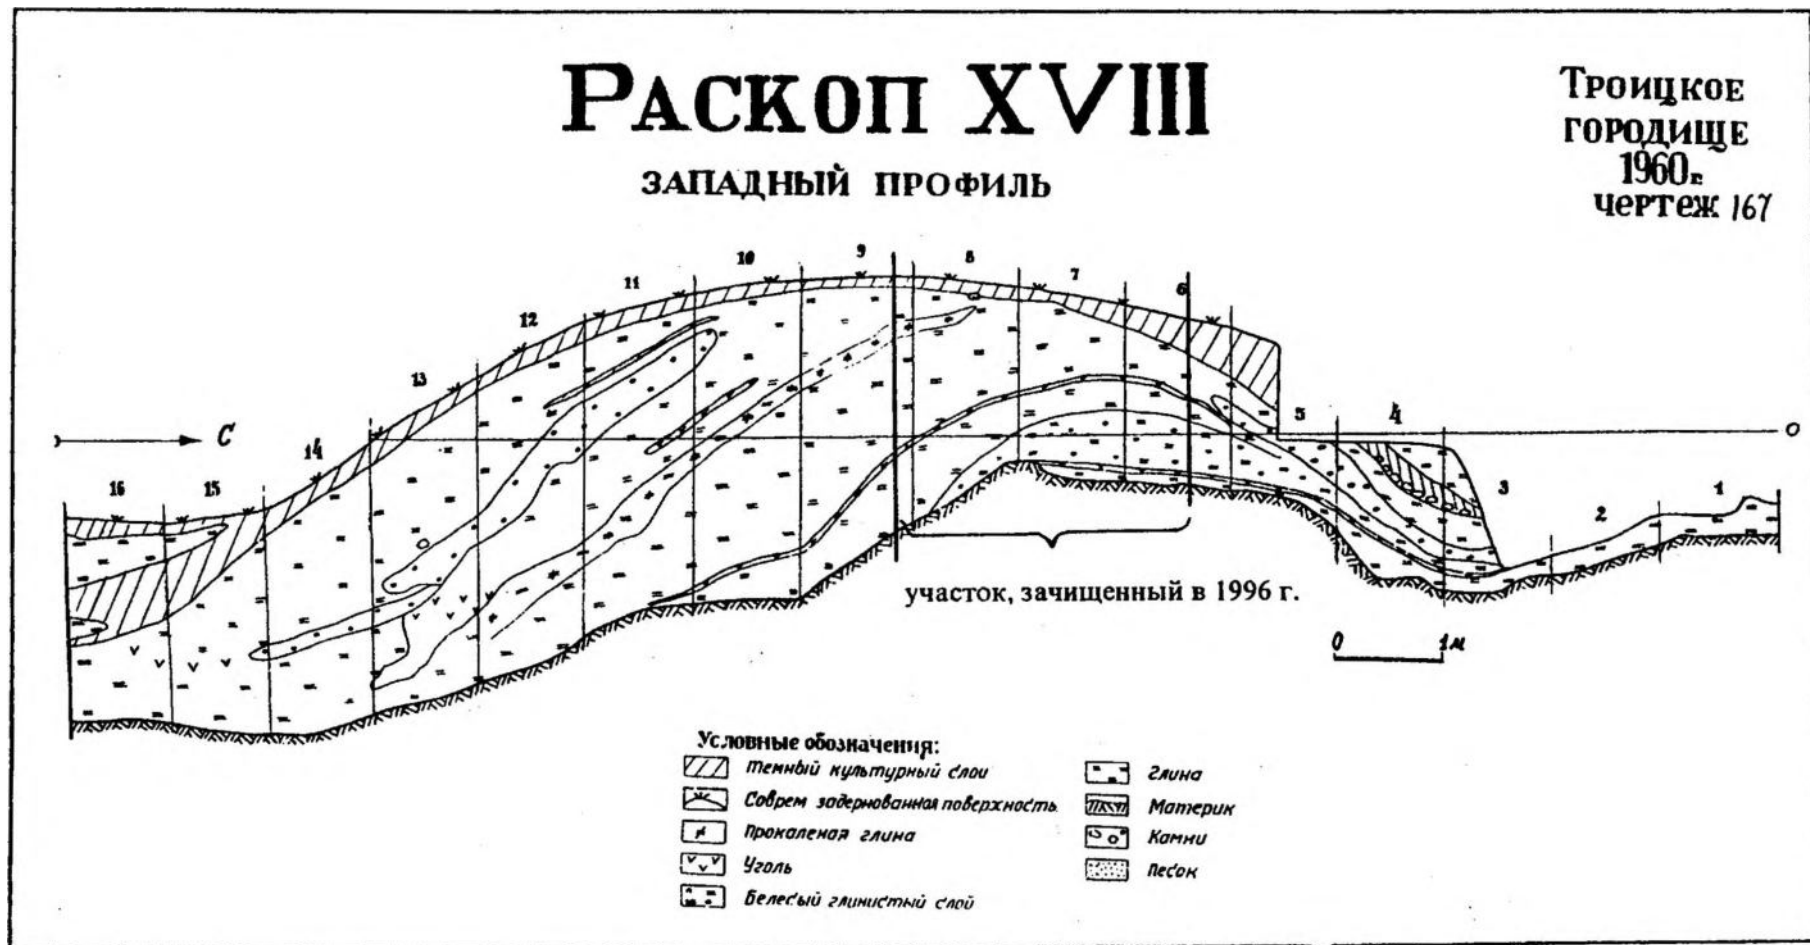 РАСКОП XVIII
ЗАПАДНЫЙ ПРОФИЛЬ
ТРОИЦКОЕ
ГОРОДИЩЕ
1960г.
ЧЕРТЕЖ 167
16
15
14
13
12
11
10
9
8
7
6
5
4
3
2
1
С
0
участок, зачищенный в 1996 г.
0 1м
Условные обозначения:
Темный культурный слой
Соврем задернованная поверхность
Прокаленая глина
Уголь
Белесый глинистый слой
Глина
Материк
Камни
Песок